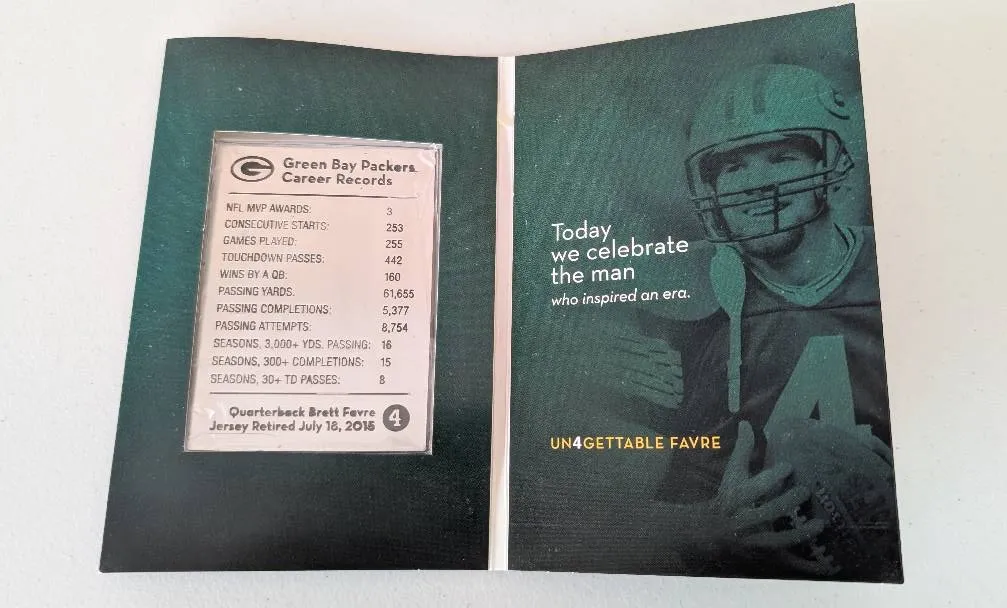 Green Bay Packers
Career Records
NFL MVP AWARDS: 3
CONSECUTIVE STARTS: 253
GAMES PLAYED: 255
TOUCHDOWN PASSES: 442
WINS BY A QB: 160
PASSING YARDS: 61,655
PASSING COMPLETIONS: 5,377
PASSING ATTEMPTS: 8,754
SEASONS, 3,000+ YDS. PASSING: 16
SEASONS, 300+ COMPLETIONS: 15
SEASONS, 30+ TD PASSES: 8
Quarterback Brett Favre
Jersey Retired July 18, 2015
4
Today
we celebrate
the man
who inspired an era.
UN4GETTABLE FAVRE
4
G